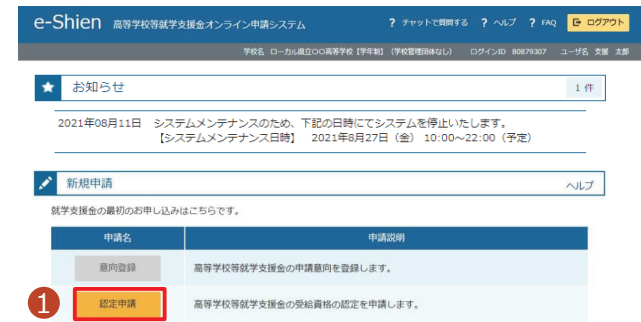 e-Shien 高等学校等就学支援金オンライン申請システム ? チャットで質問する ? ヘルプ ? FAQ ログアウト
学校名 ローカル県立〇〇高等学校【学年制】（学校管理団体なし） ログインID 80879307 ユーザ名 支援 太郎
お知らせ 1 件
2021年08月11日 システムメンテナンスのため、下記の日時にてシステムを停止いたします。
【システムメンテナンス日時】 2021年8月27日（金） 10:00～22:00（予定）
新規申請 ヘルプ
就学支援金の最初のお申し込みはこちらです。
申請名 申請説明
意向登録 高等学校等就学支援金の申請意向を登録します。
1 認定申請 高等学校等就学支援金の受給資格の認定を申請します。